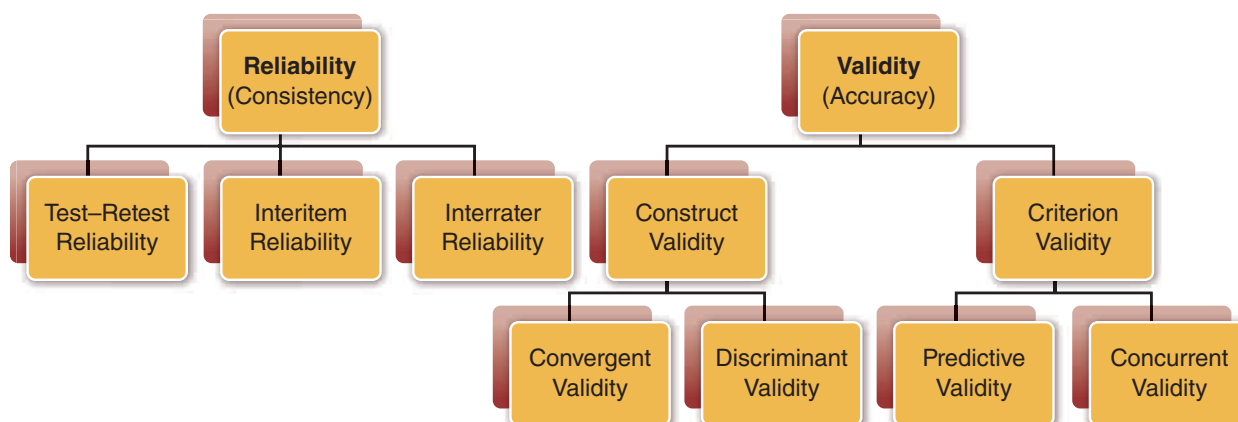 Reliability
(Consistency)
Validity
(Accuracy)
Test–Retest
Reliability
Interitem
Reliability
Interrater
Reliability
Construct
Validity
Criterion
Validity
Convergent
Validity
Discriminant
Validity
Predictive
Validity
Concurrent
Validity